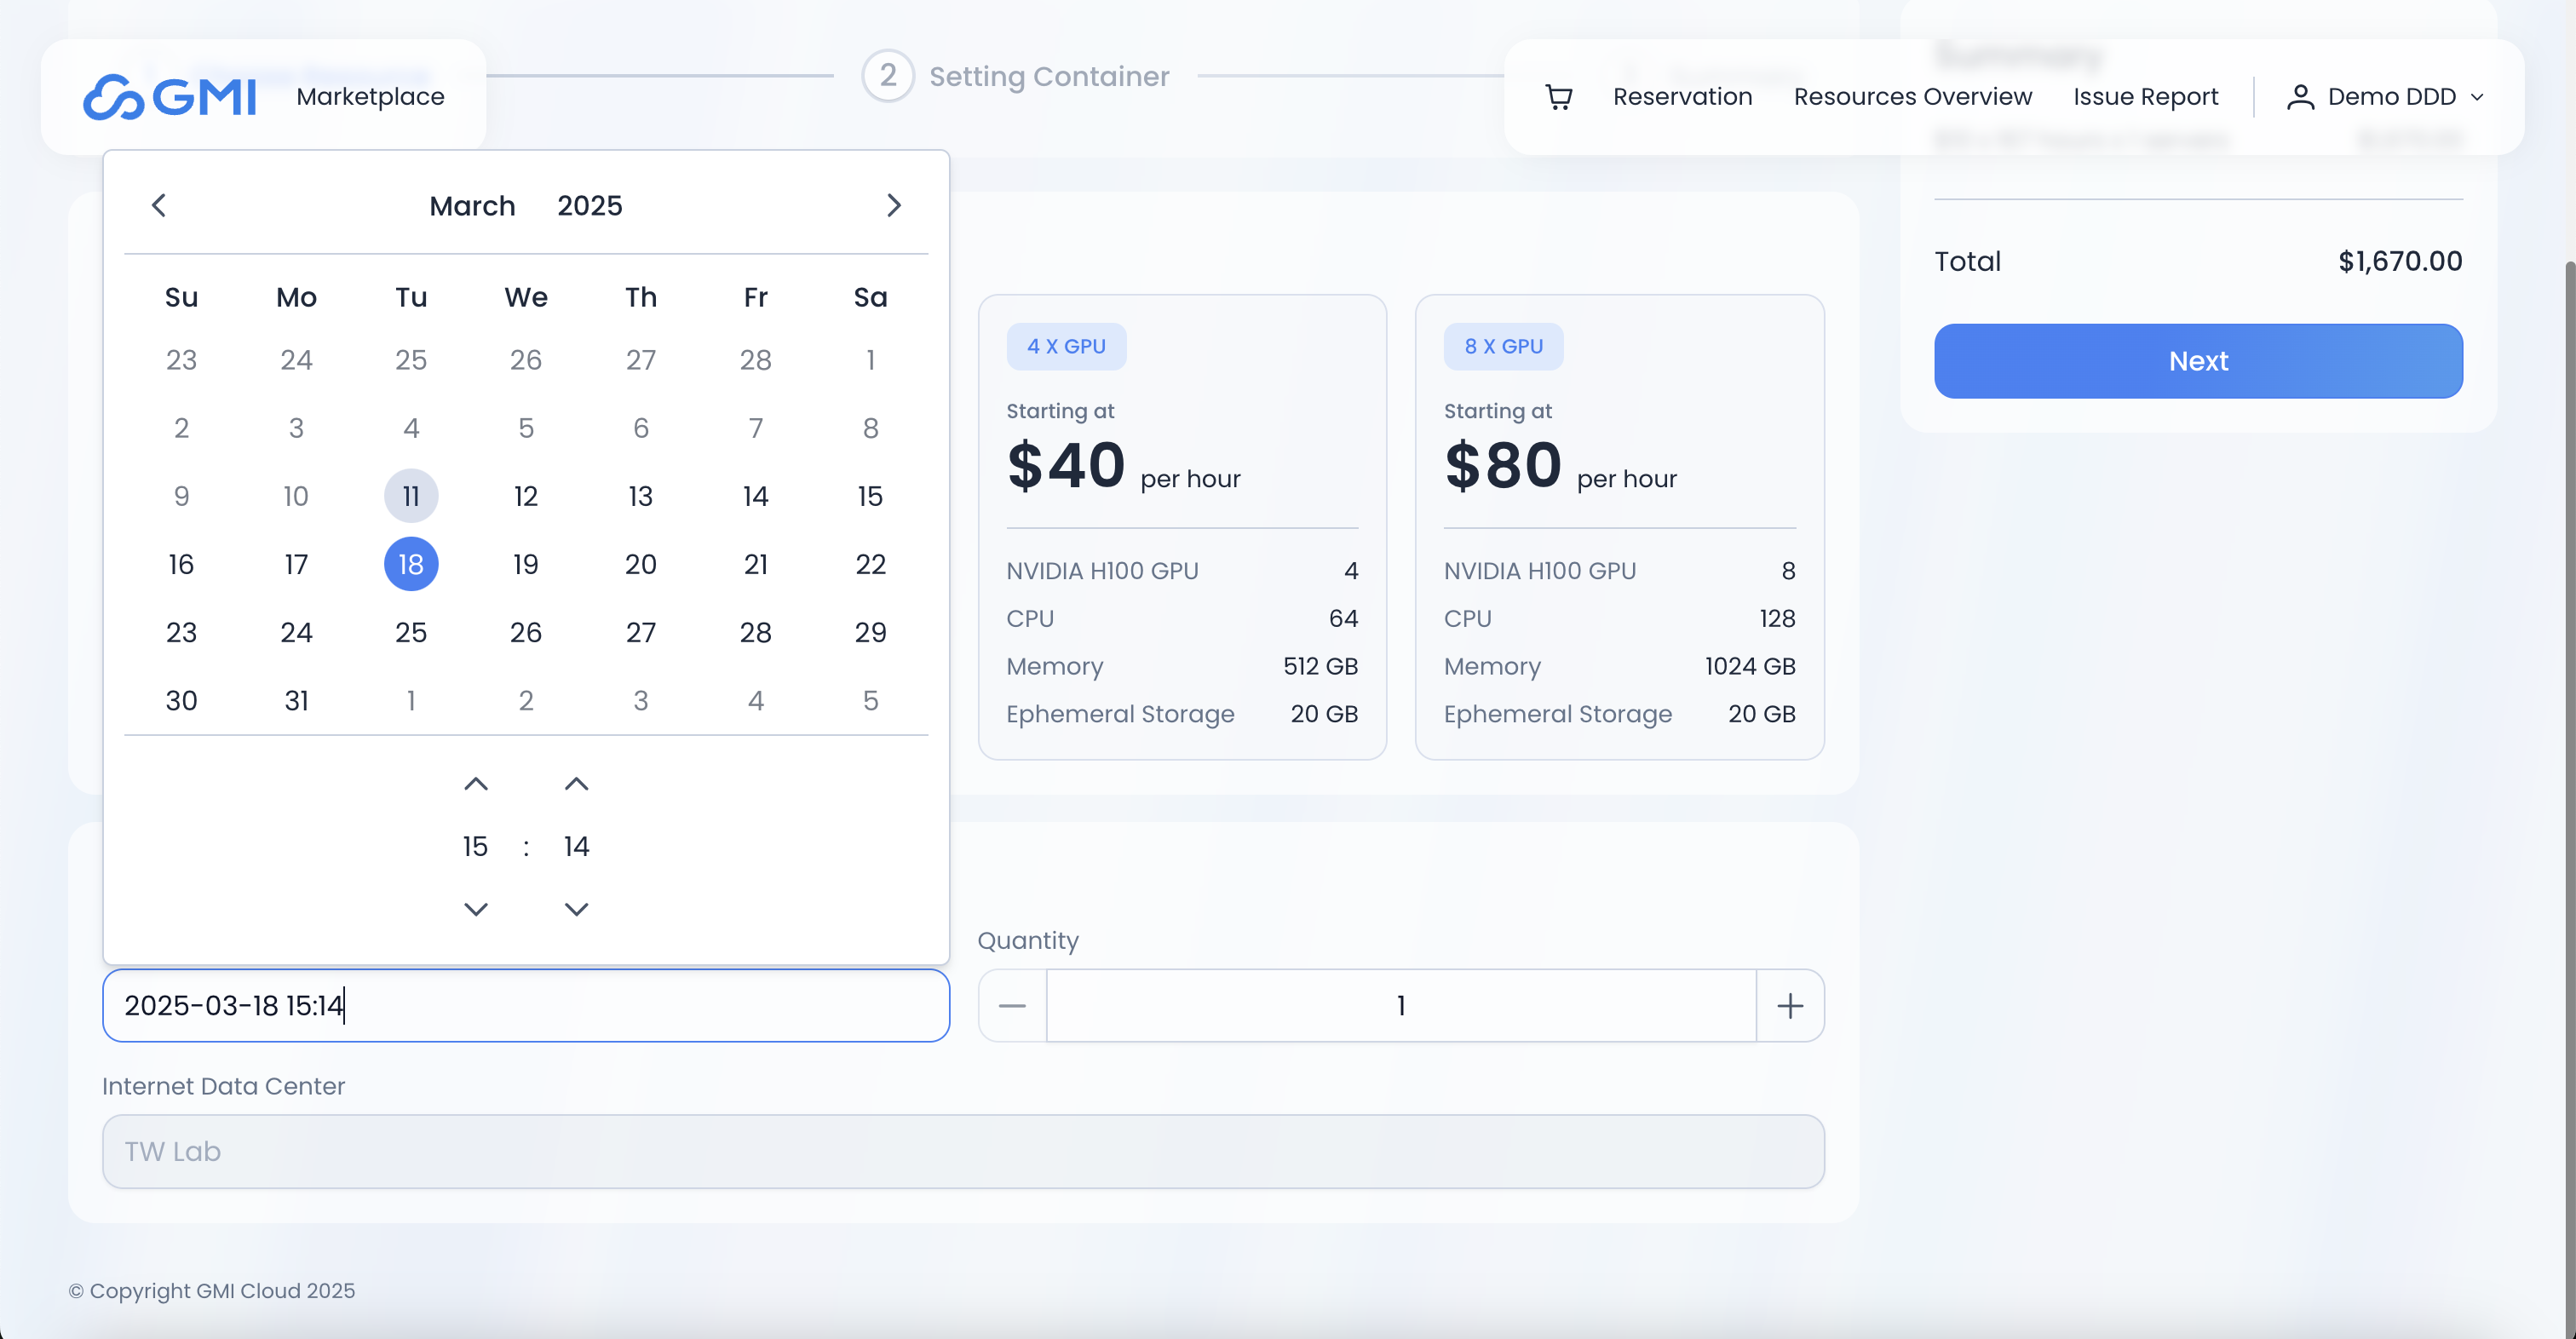 GMI
Marketplace
2
Setting Container
Reservation
Resources Overview
Issue Report
Demo DDD
Summary
Total
$1,670.00
Next
March 2025
Su Mo Tu We Th Fr Sa
23 24 25 26 27 28 1
2 3 4 5 6 7 8
9 10 11 12 13 14 15
16 17 18 19 20 21 22
23 24 25 26 27 28 29
30 31 1 2 3 4 5
15 : 14
4 X GPU
Starting at
$40 per hour
NVIDIA H100 GPU 4
CPU 64
Memory 512 GB
Ephemeral Storage 20 GB
8 X GPU
Starting at
$80 per hour
NVIDIA H100 GPU 8
CPU 128
Memory 1024 GB
Ephemeral Storage 20 GB
2025-03-18 15:14
Quantity
1
Internet Data Center
TW Lab
© Copyright GMI Cloud 2025